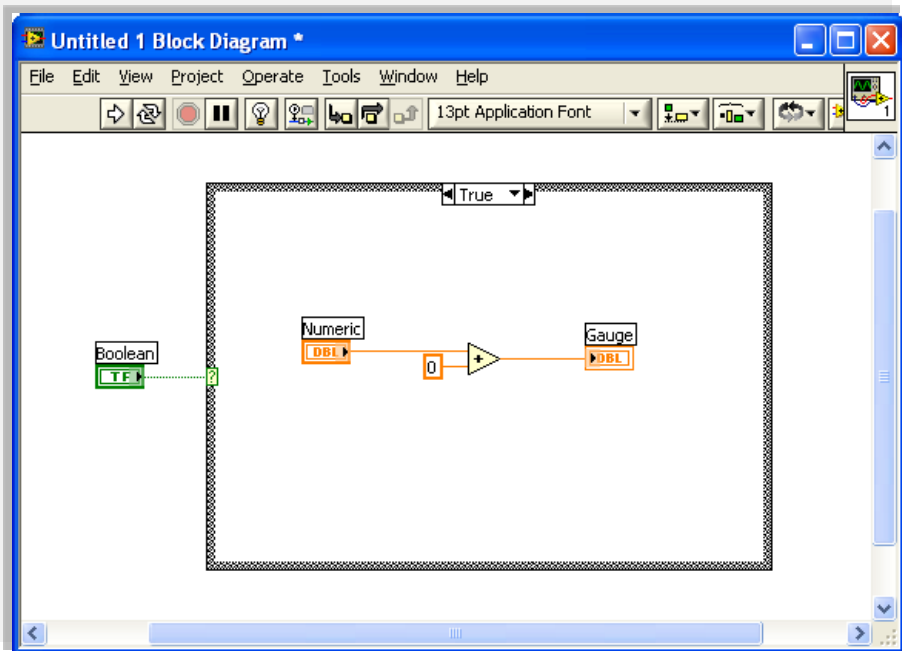 Untitled 1 Block Diagram *
File Edit View Project Operate Tools Window Help
13pt Application Font
1
True
Numeric
DBL
0
+
Gauge
DBL
Boolean
TF
?